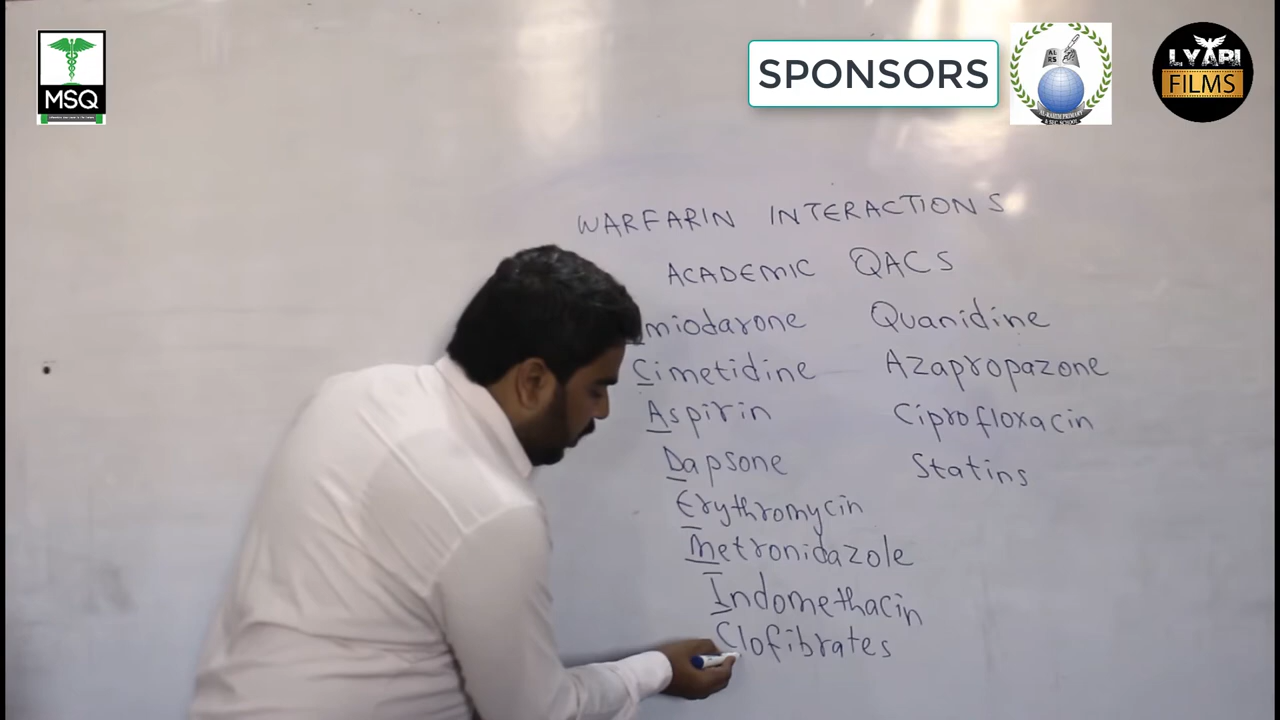 MSQ
SPONSORS
LYARI
FILMS
WARFARIN INTERACTIONS
ACADEMIC QACS
miodarone Quanidine
Cimetidine Azapropazone
Aspirin Ciprofloxacin
Dapsone Statins
Erythromycin
Metronidazole
Indomethacin
Clofibrates